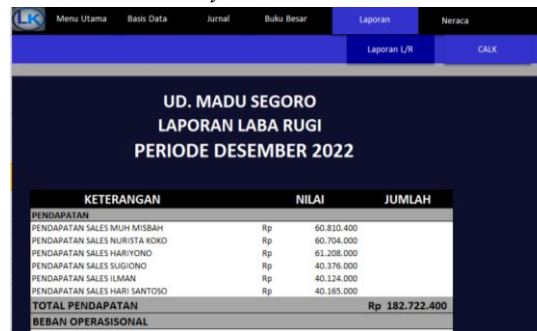 LK Menu Utama Basis Data Jurnal Buku Besar Laporan Neraca
Laporan L/R CALK
UD. MADU SEGORO
LAPORAN LABA RUGI
PERIODE DESEMBER 2022
KETERANGAN NILAI JUMLAH
PENDAPATAN
PENDAPATAN SALES MUH MISBAH Rp 60.810.400
PENDAPATAN SALES NURISTA KOKO Rp 60.704.000
PENDAPATAN SALES HARIYONO Rp 61.208.000
PENDAPATAN SALES SUGIONO Rp 40.376.000
PENDAPATAN SALES ILMAN Rp 40.124.000
PENDAPATAN SALES HARI SANTOSO Rp 40.165.000
TOTAL PENDAPATAN Rp 182.722.400
BEBAN OPERASISONAL